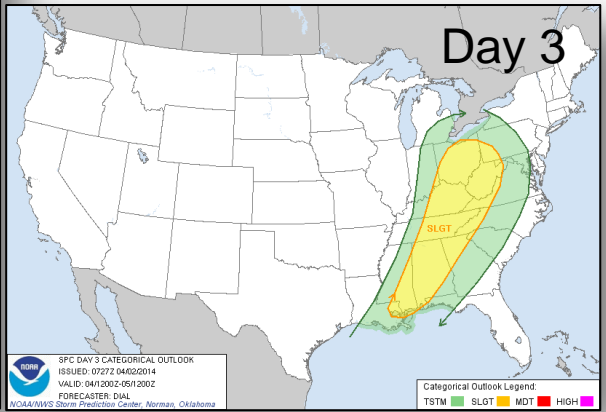 Day 3
SLGT
NOAA
SPC DAY 3 CATEGORICAL OUTLOOK
ISSUED: 0727Z 04/02/2014
VALID: 04/1200Z-05/1200Z
FORECASTER: DIAL
NOAA/NWS Storm Prediction Center, Norman, Oklahoma
Categorical Outlook Legend:
TSTM SLGT MDT HIGH